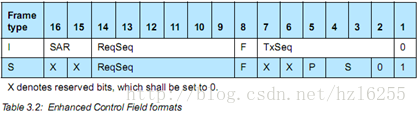 Frame type 16 15 14 13 12 11 10 9 8 7 6 5 4 3 2 1 0
I SAR ReqSeq F TxSeq 0
S X X ReqSeq F X X P S 0 1
X denotes reserved bits, which shall be set to 0.
http://blog.csdn.net/hzl6255
Table 3.2: Enhanced Control Field formats